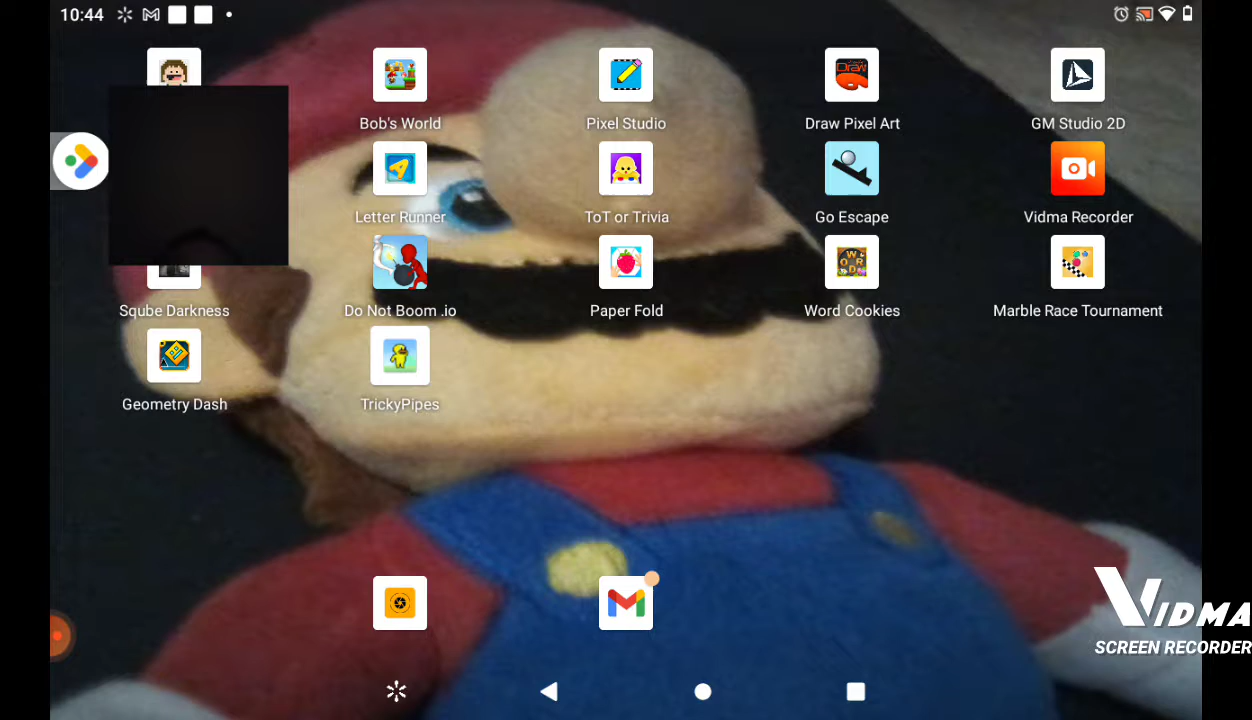 10:44
Bob's World
Pixel Studio
Draw Pixel Art
GM Studio 2D
Letter Runner
ToT or Trivia
Go Escape
Vidma Recorder
Sqube Darkness
Do Not Boom .io
Paper Fold
Word Cookies
Marble Race Tournament
Geometry Dash
TrickyPipes
VIDMA
SCREEN RECORDER